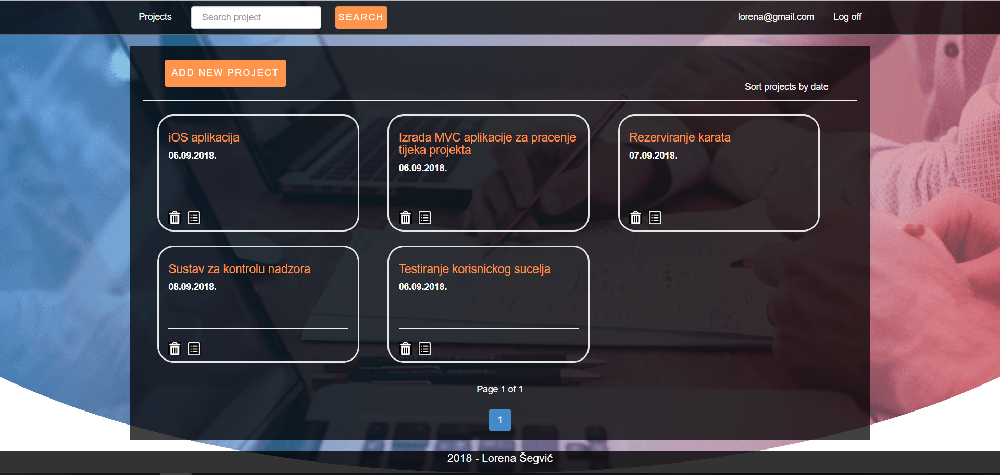 Projects
Search project
SEARCH
lorena@gmail.com
Log off
ADD NEW PROJECT
Sort projects by date
iOS aplikacija
06.09.2018.
Izrada MVC aplikacije za pracenje
tijeka projekta
06.09.2018.
Rezerviranje karata
07.09.2018.
Sustav za kontrolu nadzora
08.09.2018.
Testiranje korisnickog sucelja
06.09.2018.
Page 1 of 1
1
2018 - Lorena Šegvić